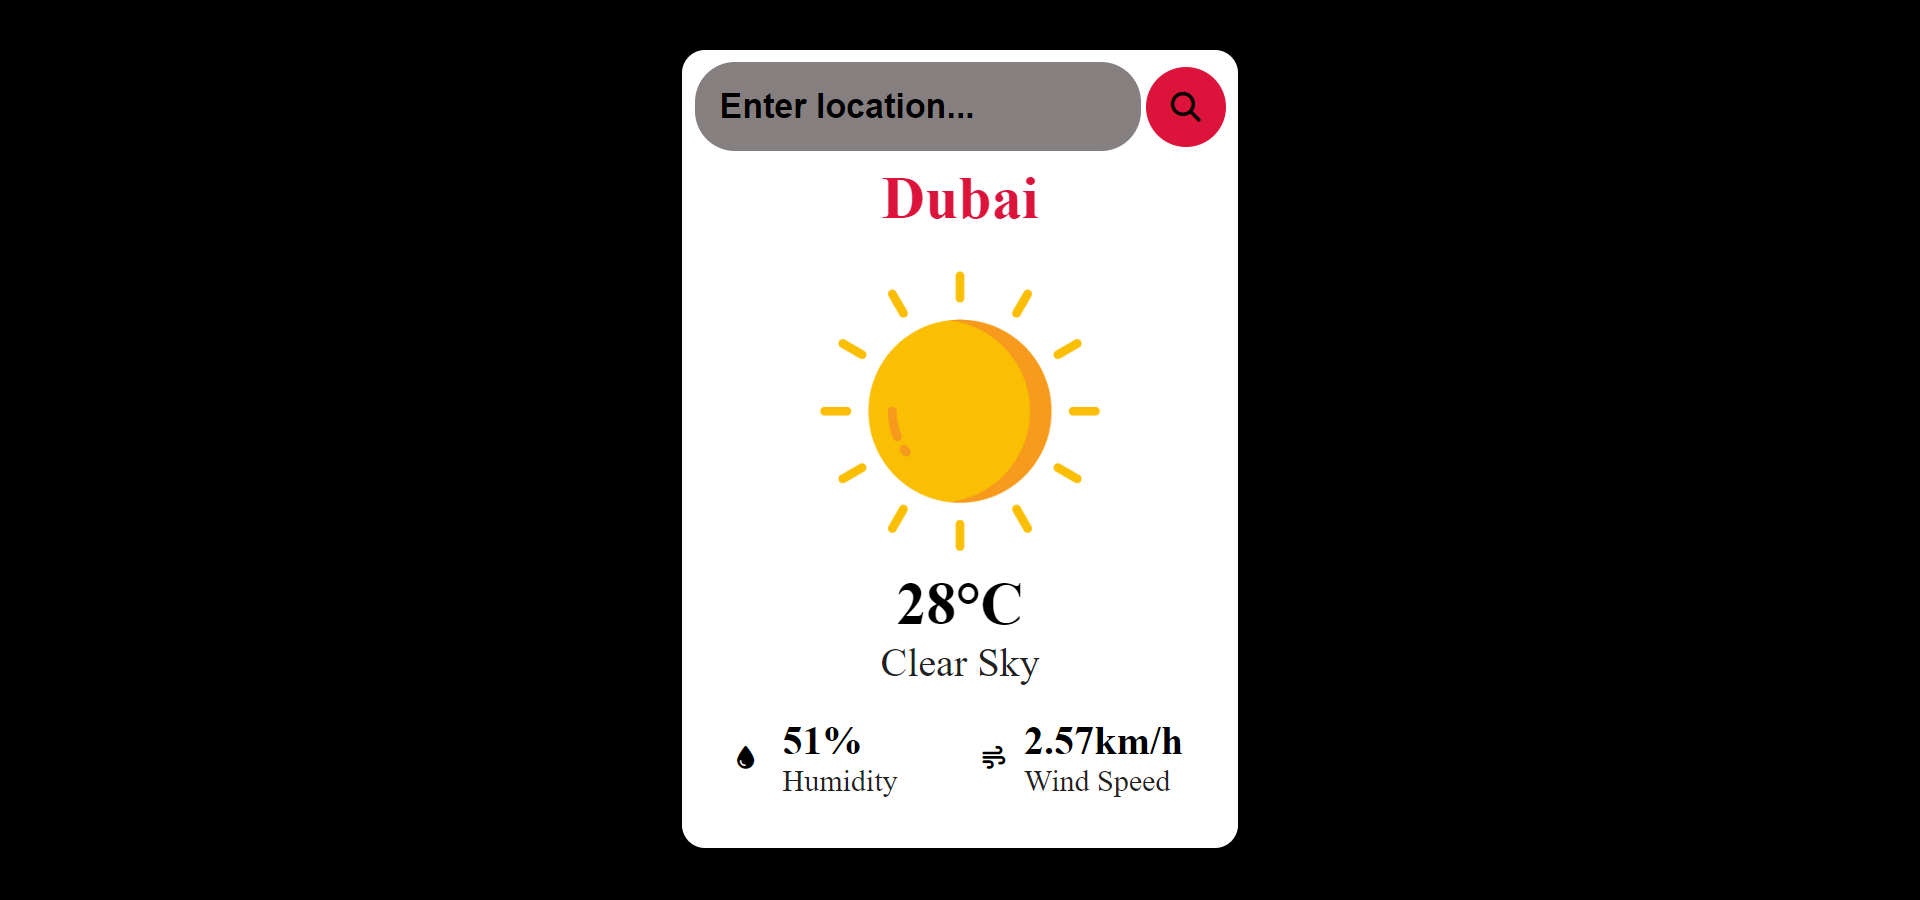 Enter location...
Dubai
28°C
Clear Sky
51%
Humidity
2.57km/h
Wind Speed